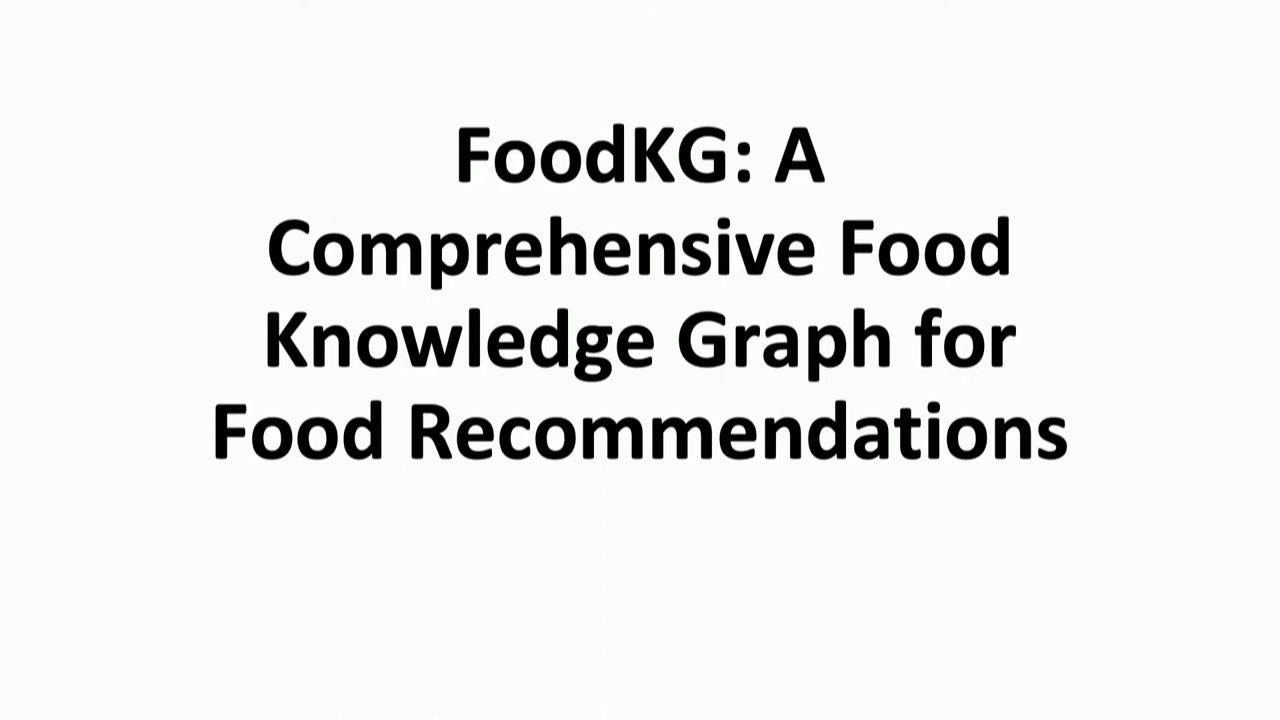 FoodKG: A
Comprehensive Food
Knowledge Graph for
Food Recommendations